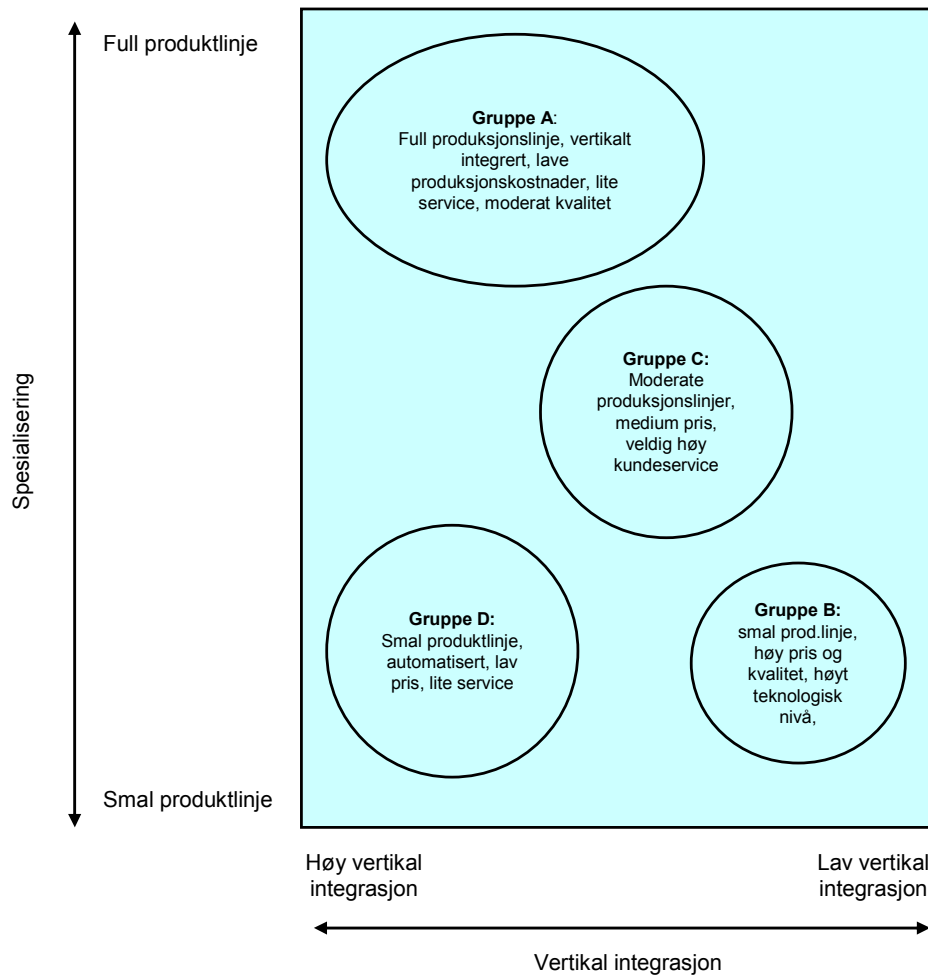 Full produktlinje
Gruppe A:
Full produksjonslinje, vertikalt
integrert, lave
produksjonskostnader, lite
service, moderat kvalitet
Gruppe C:
Moderate
produksjonslinjer,
medium pris,
veldig høy
kundeservice
Spesialisering
Gruppe D:
Smal produktlinje,
automatisert, lav
pris, lite service
Gruppe B:
smal prod.linje,
høy pris og
kvalitet, høyt
teknologisk
nivå,
Smal produktlinje
Høy vertikal
integrasjon
Lav vertikal
integrasjon
Vertikal integrasjon